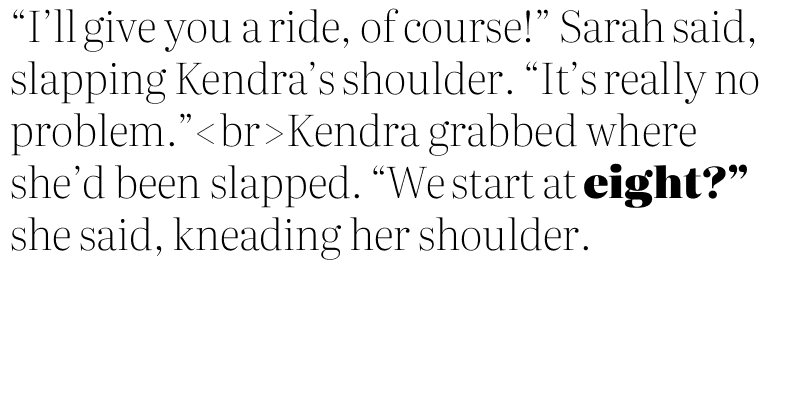 “I’ll give you a ride, of course!” Sarah said,
slapping Kendra’s shoulder. “It’s really no
problem.”<br>Kendra grabbed where
she’d been slapped. “We start at eight?”
she said, kneading her shoulder.